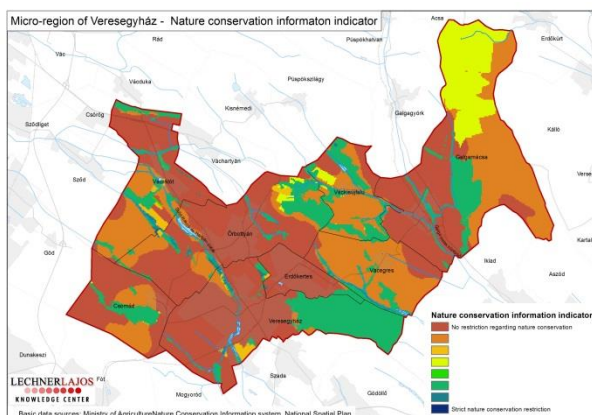 Micro-region of Veresegyház - Nature conservation informaton indicator
Acsa
Rád
Püspökhatvan
Erdőkürt
Vác
Vácduka
Püspökszilágy
Csörög
Kisnémedi
Sződliget
Galgagyörk
Kálló
Váchartyán
Galgamácsa
Sződ
Vácrátót
Vácegres
Őrbottyán
Göd
Erdőkertes
Kartal
Iklad
Aszód
Csomád
Veresegyház
Dunakeszi
Fót
Szada
Mogyoród
Gödöllő
Nature conservation information indicator
No restriction regarding nature conservation
Strict nature conservation restriction
LECHNERLAJOS
KNOWLEDGE CENTER
Basic data sources: Ministry of AgricultureNature Conservation Information system, National Spatial Plan